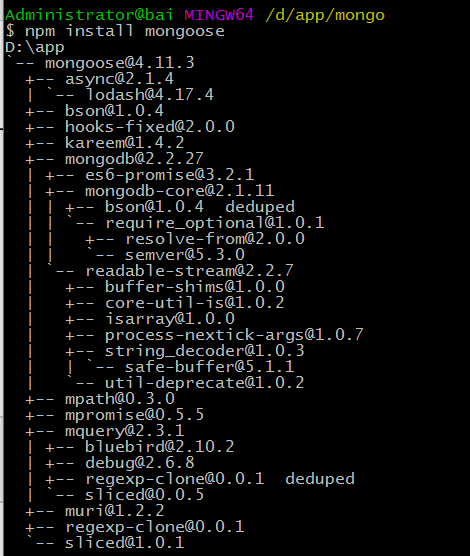 Administrator@bai MINGW64 /d/app/mongo
$ npm install mongoose
D:\app
`-- mongoose@4.11.3
  +-- async@2.1.4
  | `-- lodash@4.17.4
  +-- bson@1.0.4
  +-- hooks-fixed@2.0.0
  +-- kareem@1.4.2
  +-- mongodb@2.2.27
  | +-- es6-promise@3.2.1
  | +-- mongodb-core@2.1.11
  | | +-- bson@1.0.4  deduped
  | | `-- require_optional@1.0.1
  | |   +-- resolve-from@2.0.0
  | |   `-- semver@5.3.0
  | `-- readable-stream@2.2.7
  |   +-- buffer-shims@1.0.0
  |   +-- core-util-is@1.0.2
  |   +-- isarray@1.0.0
  |   +-- process-nextick-args@1.0.7
  |   +-- string_decoder@1.0.3
  |   | `-- safe-buffer@5.1.1
  |   `-- util-deprecate@1.0.2
  +-- mpath@0.3.0
  +-- mpromise@0.5.5
  +-- mquery@2.3.1
  | +-- bluebird@2.10.2
  | +-- debug@2.6.8
  | +-- regexp-clone@0.0.1  deduped
  | `-- sliced@0.0.5
  +-- muri@1.2.2
  +-- regexp-clone@0.0.1
  `-- sliced@1.0.1